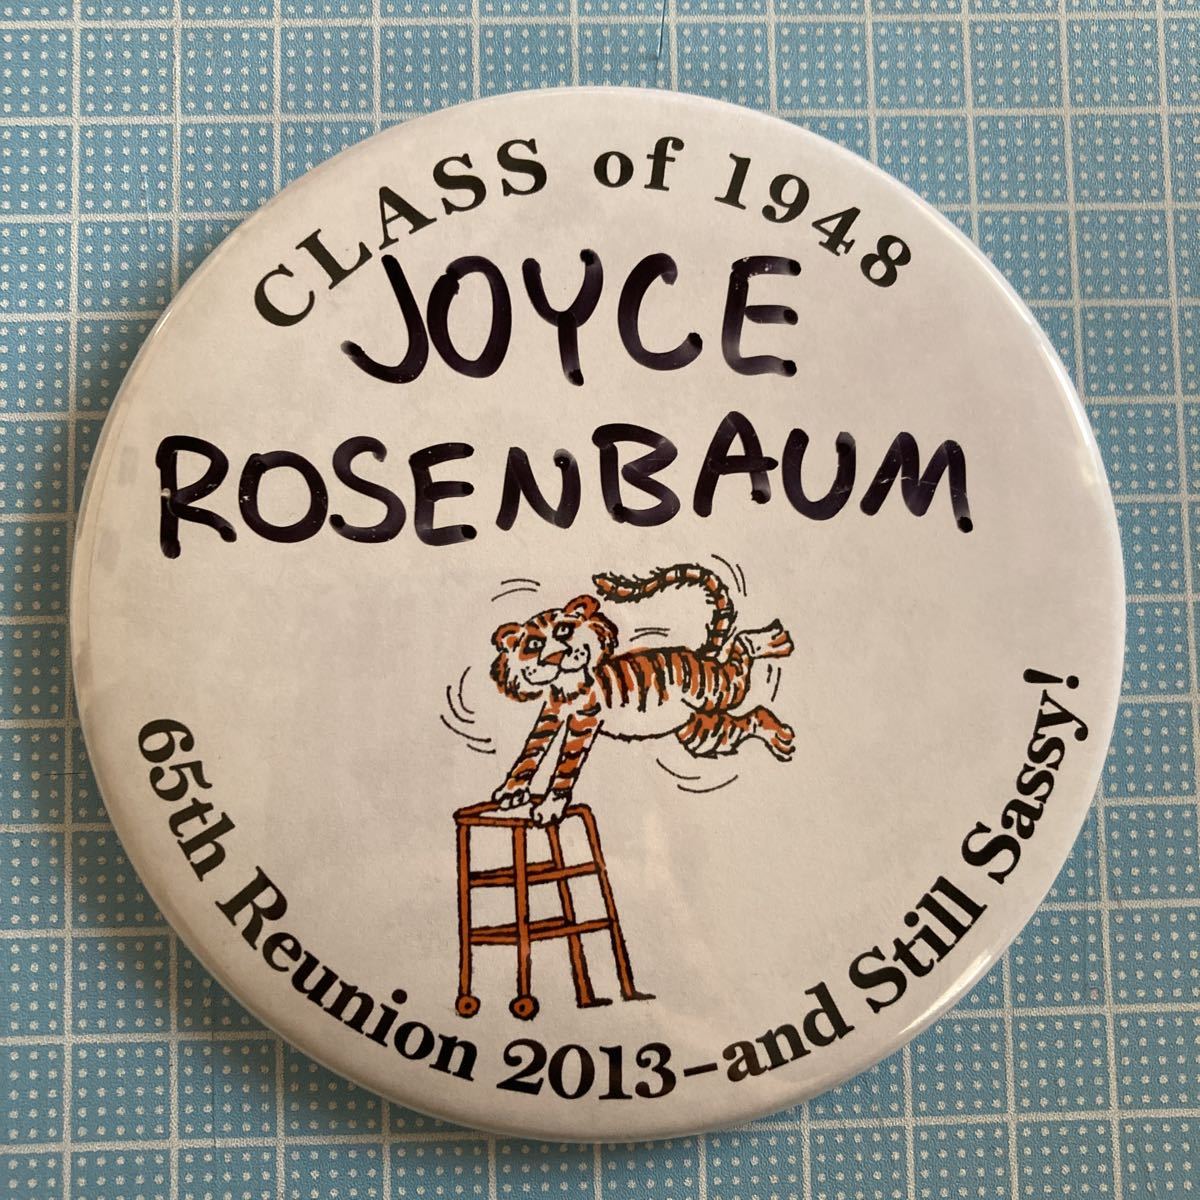 CLASS of 1948
JOYCE
ROSENBAUM
65th Reunion 2013–and Still Sassy!